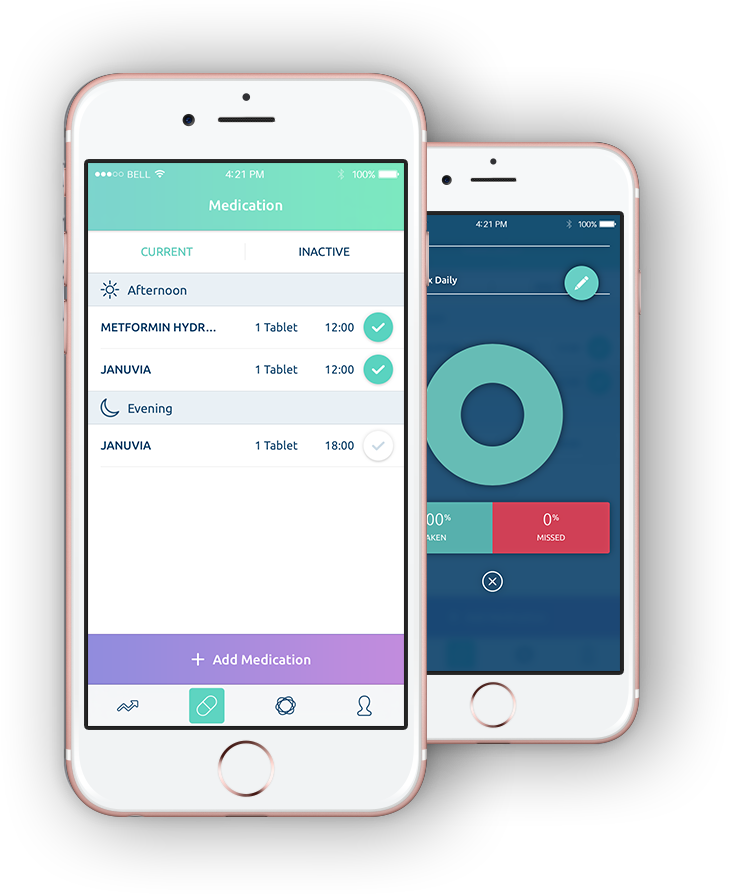 BELL 4:21 PM 100%
Medication
CURRENT INACTIVE
Afternoon
METFORMIN HYDR... 1 Tablet 12:00
JANUVIA 1 Tablet 12:00
Evening
JANUVIA 1 Tablet 18:00
+ Add Medication
4:21 PM 100%
x Daily
00% 0%
AKEN MISSED